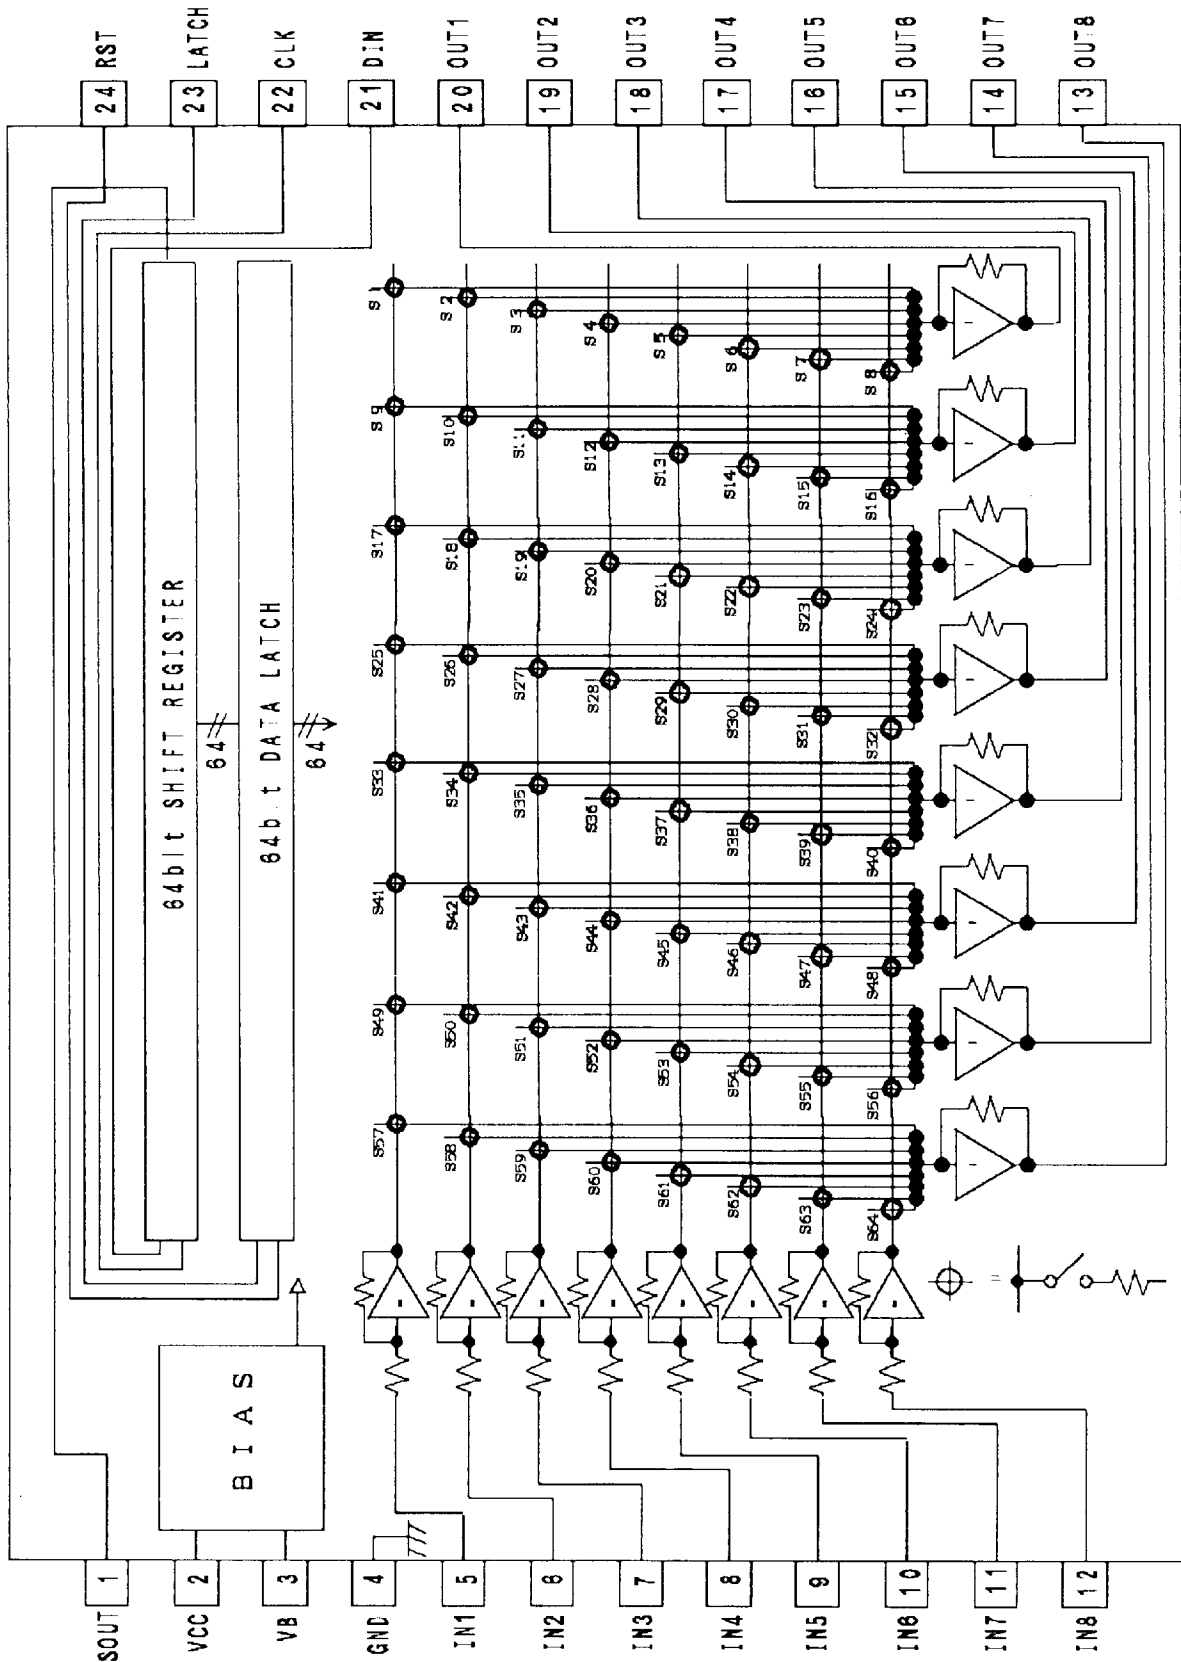 SOUT 1
VCC 2
VB 3
GND 4
IN1 5
IN2 6
IN3 7
IN4 8
IN5 9
IN6 10
IN7 11
IN8 12
24 RST
23 LATCH
22 CLK
21 DIN
20 OUT1
19 OUT2
18 OUT3
17 OUT4
16 OUT5
15 OUT6
14 OUT7
13 OUT8
BIAS
64bit SHIFT REGISTER
64
64bit DATA LATCH
64
S57 S49 S41 S33 S25 S17 S9 S1
S58 S50 S42 S34 S26 S18 S10 S2
S59 S51 S43 S35 S27 S19 S11 S3
S60 S52 S44 S36 S28 S20 S12 S4
S61 S53 S45 S37 S29 S21 S13 S5
S62 S54 S46 S38 S30 S22 S14 S6
S63 S55 S47 S39 S31 S23 S15 S7
S64 S56 S48 S40 S32 S24 S16 S8
- - - - - - - -
- - - - - - - -
=